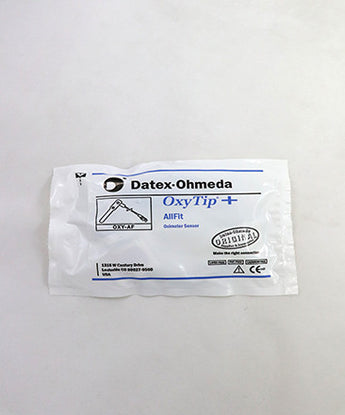 Datex-Ohmeda
OxyTip+
AllFit
Oximeter Sensor
OXY-AF
Datex-Ohmeda
ORIGINAL
Make the right connection
1315 W Century Drive
Louisville CO 80027-9560
USA
CE